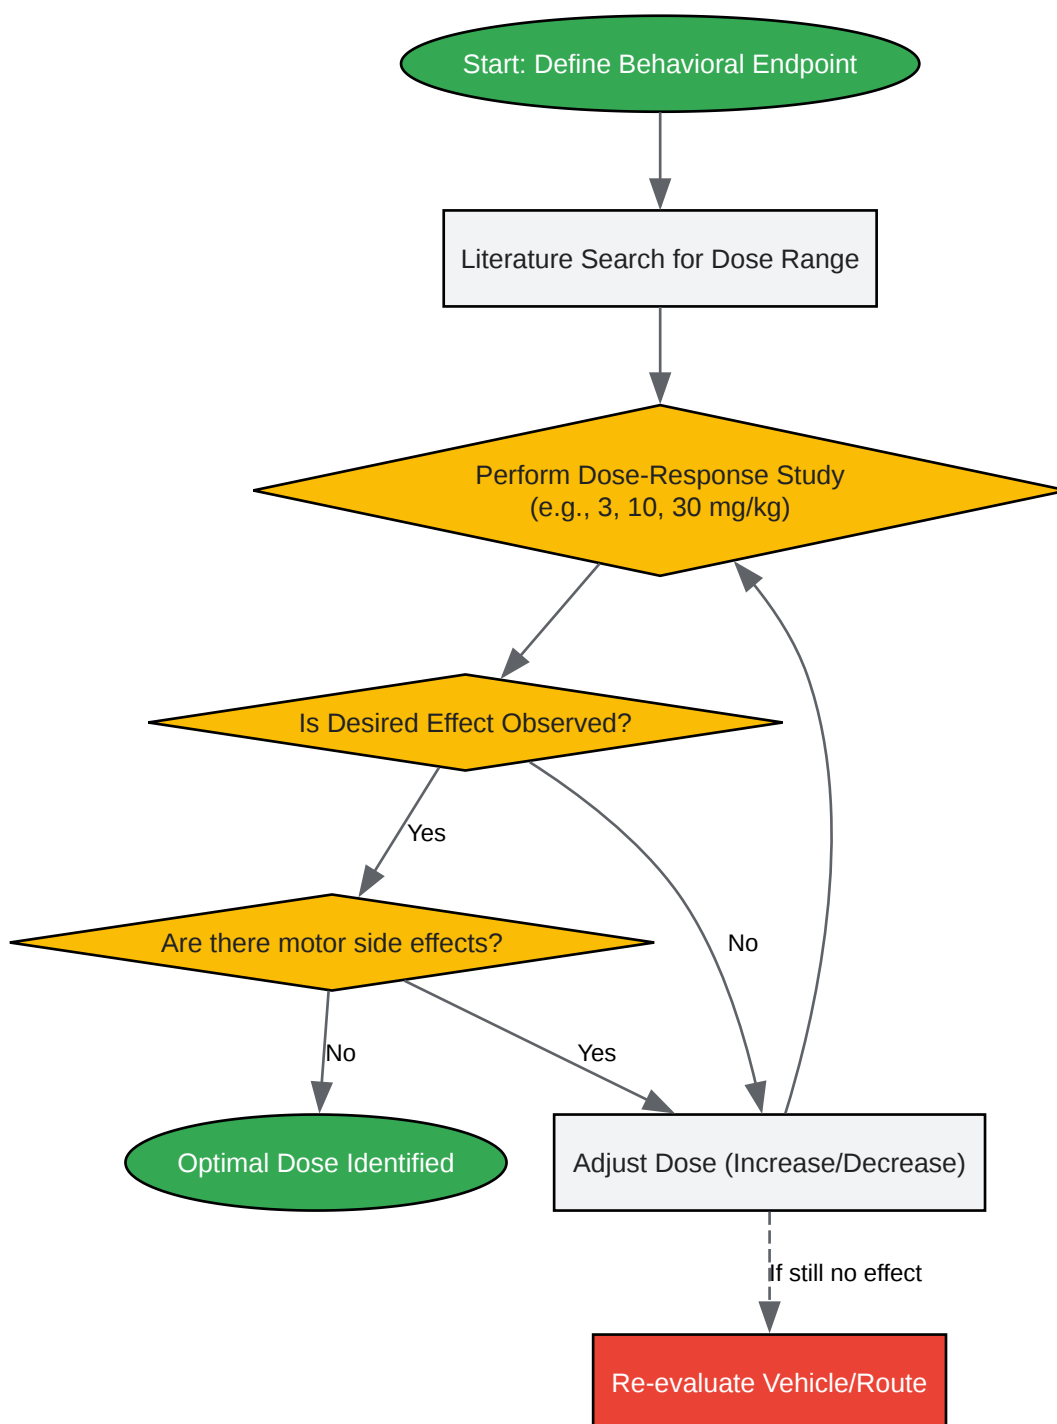 Start: Define Behavioral Endpoint
Literature Search for Dose Range
Perform Dose-Response Study
(e.g., 3, 10, 30 mg/kg)
Is Desired Effect Observed?
Yes
Are there motor side effects?
No
No
Yes
Optimal Dose Identified
Adjust Dose (Increase/Decrease)
If still no effect
Re-evaluate Vehicle/Route